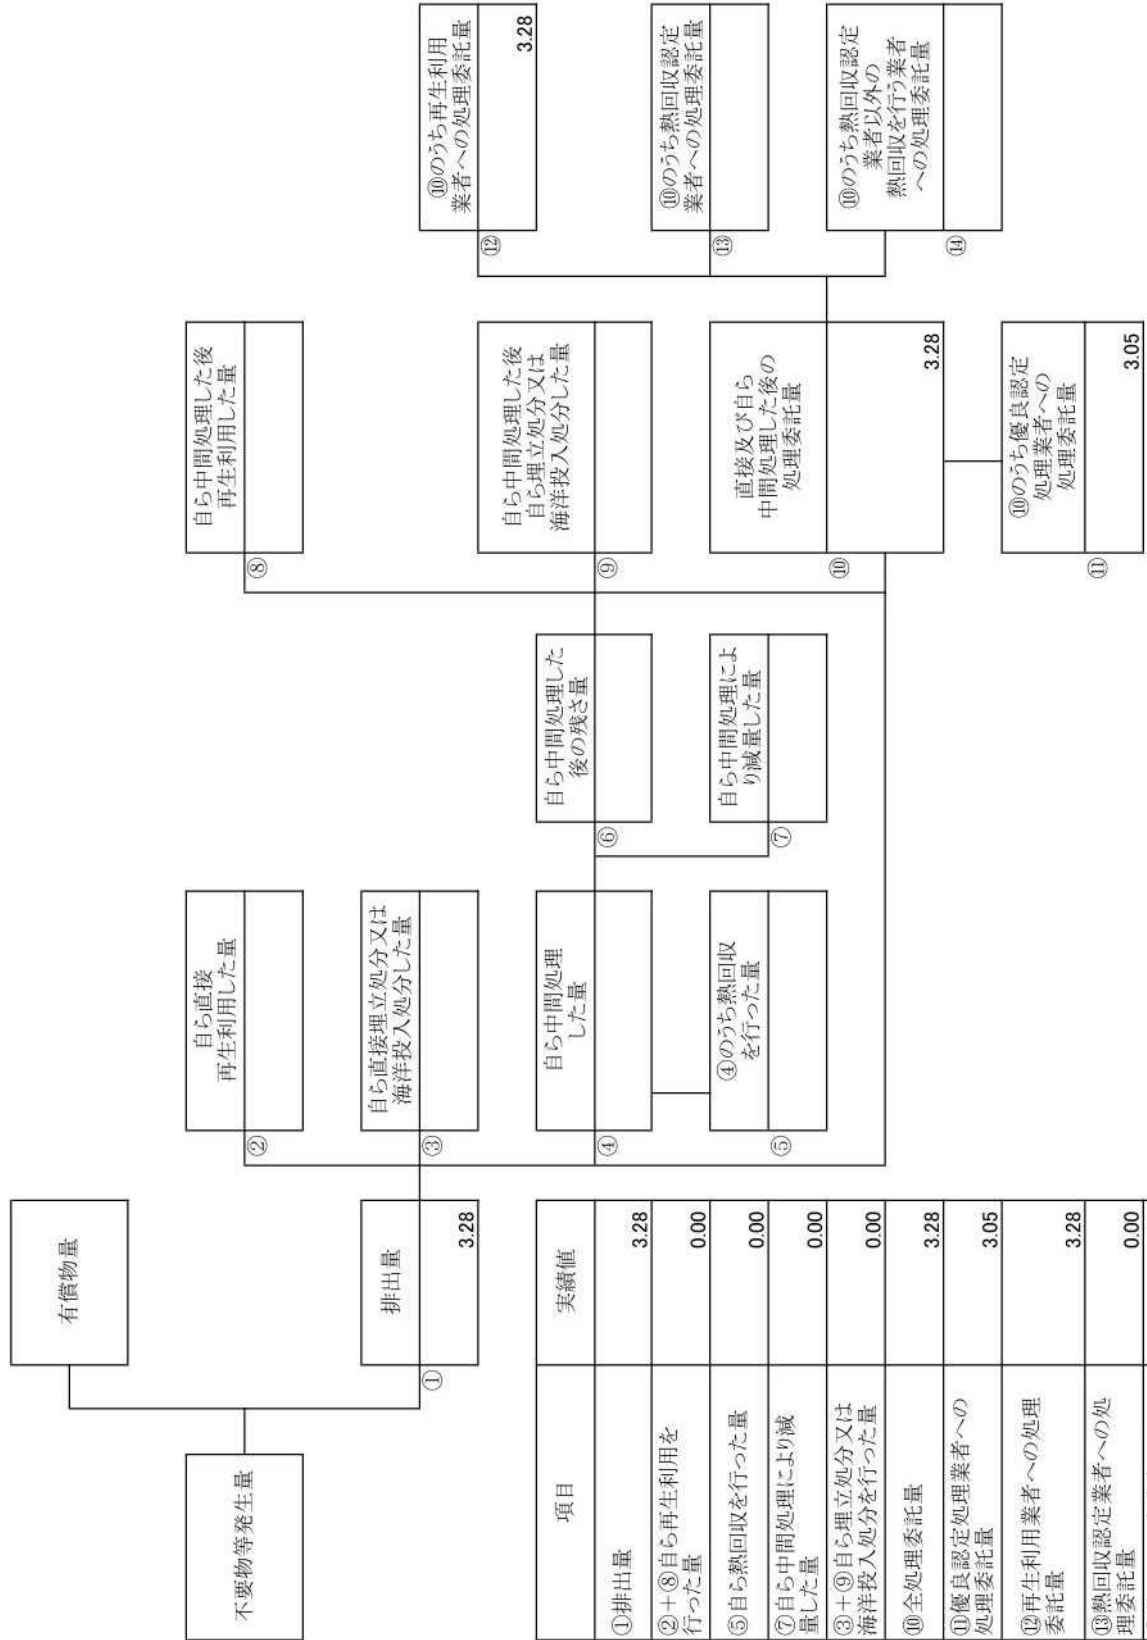 不要物等発生量
有償物量
排出量
①
3.28
自ら直接
再生利用した量
②
自ら直接埋立処分又は
海洋投入処分した量
③
自ら中間処理
した量
④
④のうち熱回収
を行った量
⑤
自ら中間処理した
後の残さ量
⑥
自ら中間処理によ
り減量した量
⑦
自ら中間処理した後
再生利用した量
⑧
自ら中間処理した後
自ら埋立処分又は
海洋投入処分した量
⑨
直接及び自ら
中間処理した後の
処理委託量
⑩
3.28
⑩のうち優良認定
処理業者への
処理委託量
⑪
3.05
⑩のうち再生利用
業者への処理委託量
⑫
3.28
⑩のうち熱回収認定
業者への処理委託量
⑬
⑩のうち熱回収認定
業者以外の
熱回収を行う業者
への処理委託量
⑭
項目 実績値
①排出量 3.28
②+⑧自ら再生利用を
行った量 0.00
⑤自ら熱回収を行った量 0.00
⑦自ら中間処理により減
量した量 0.00
③+⑨自ら埋立処分又は
海洋投入処分を行った量 0.00
⑩全処理委託量 3.28
⑪優良認定処理業者への
処理委託量 3.05
⑫再生利用業者への処理
委託量 3.28
⑬熱回収認定業者への処
理委託量 0.00